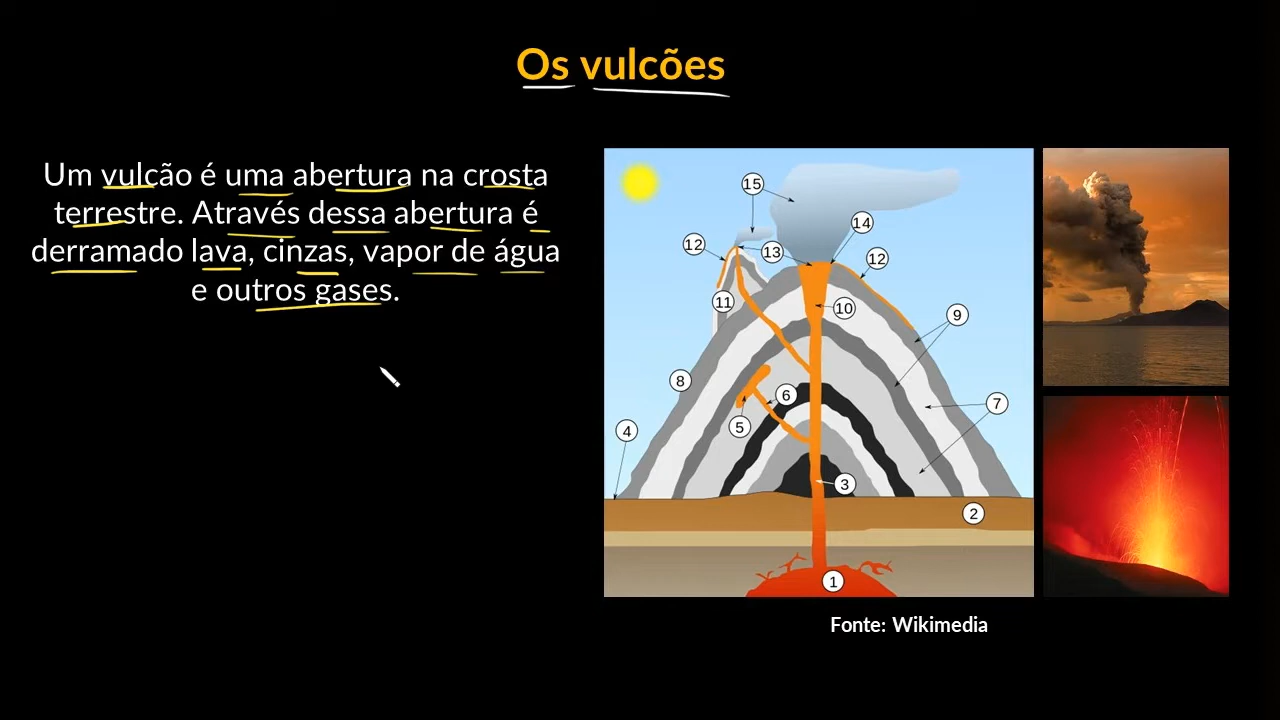 Os vulcões
Um vulcão é uma abertura na crosta
terrestre. Através dessa abertura é
derramado lava, cinzas, vapor de água
e outros gases.
15
14
12
13
12
11
10
9
8
6
7
5
4
3
2
1
Fonte: Wikimedia